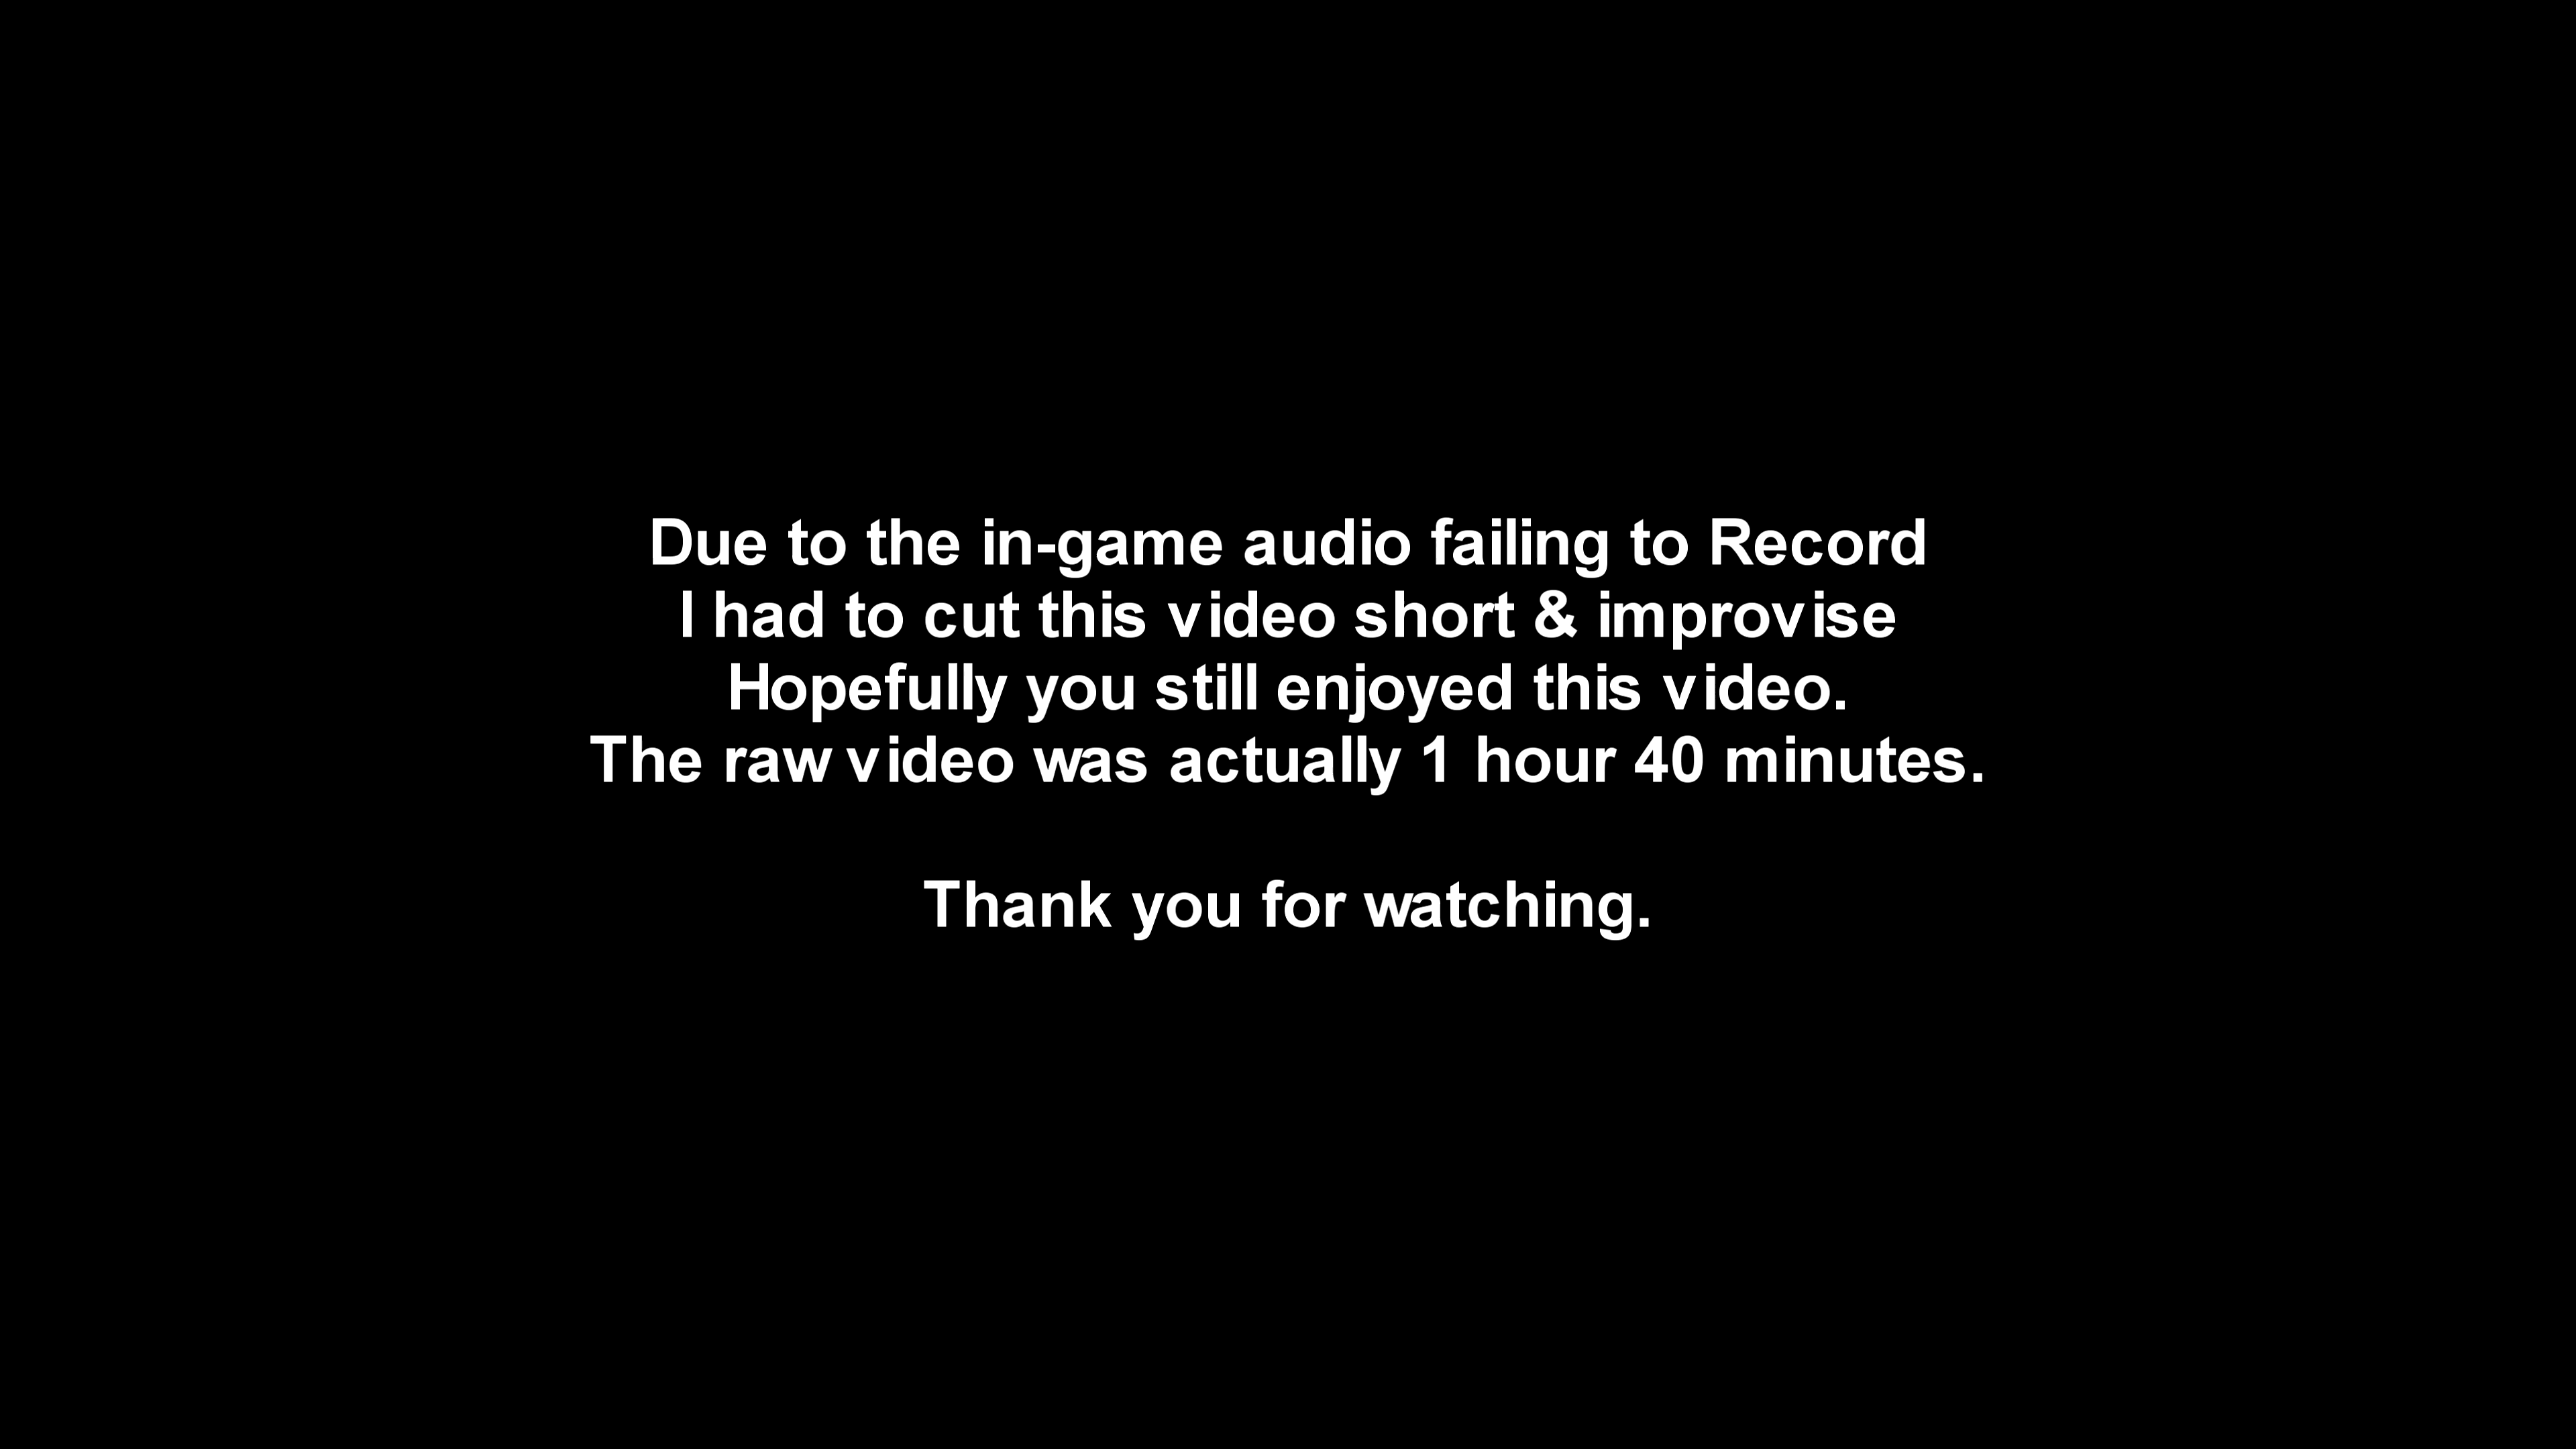 Due to the in-game audio failing to Record
I had to cut this video short & improvise
Hopefully you still enjoyed this video.
The raw video was actually 1 hour 40 minutes.
Thank you for watching.